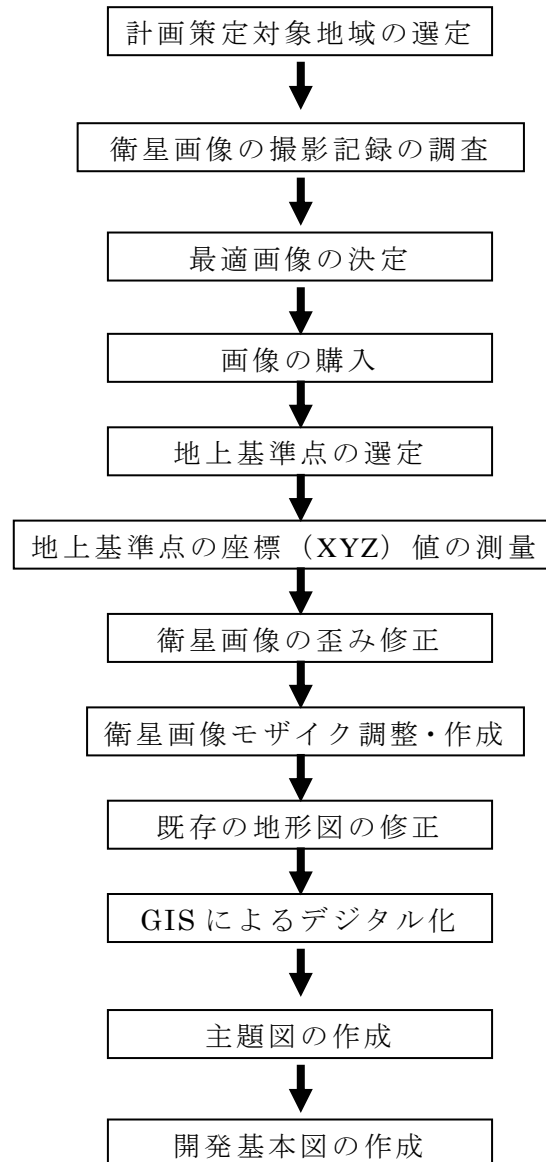 計画策定対象地域の選定
衛星画像の撮影記録の調査
最適画像の決定
画像の購入
地上基準点の選定
地上基準点の座標（XYZ）値の測量
衛星画像の歪み修正
衛星画像モザイク調整・作成
既存の地形図の修正
GISによるデジタル化
主題図の作成
開発基本図の作成